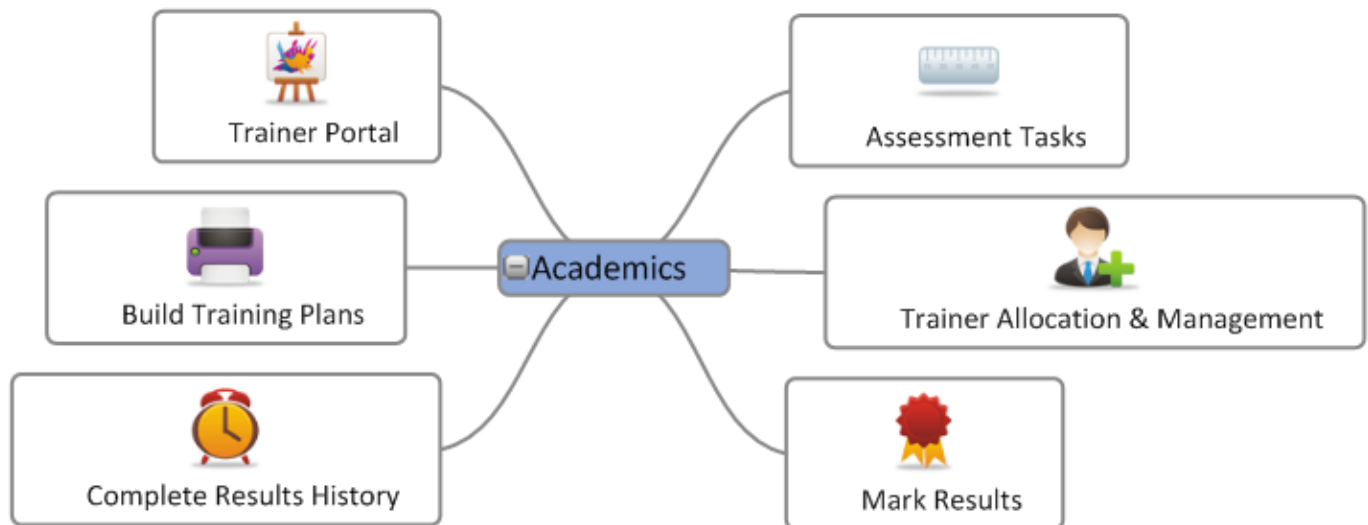 Trainer Portal
Assessment Tasks
Build Training Plans
Academics
Trainer Allocation & Management
Complete Results History
Mark Results